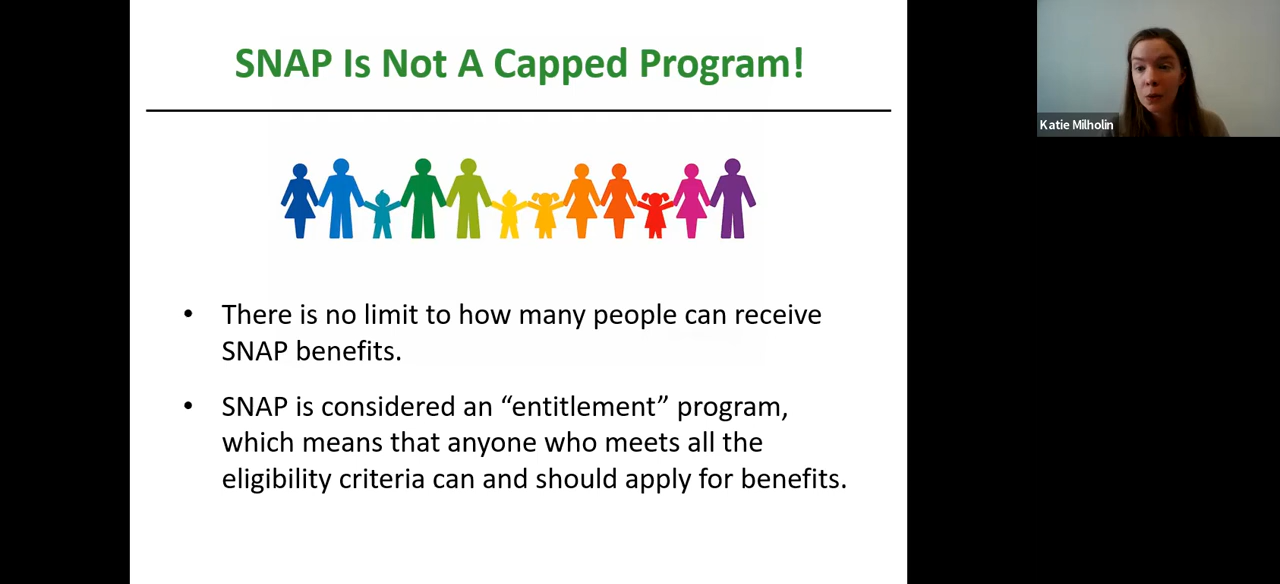 SNAP Is Not A Capped Program!
Katie Milholin
• There is no limit to how many people can receive
SNAP benefits.
• SNAP is considered an “entitlement” program,
which means that anyone who meets all the
eligibility criteria can and should apply for benefits.